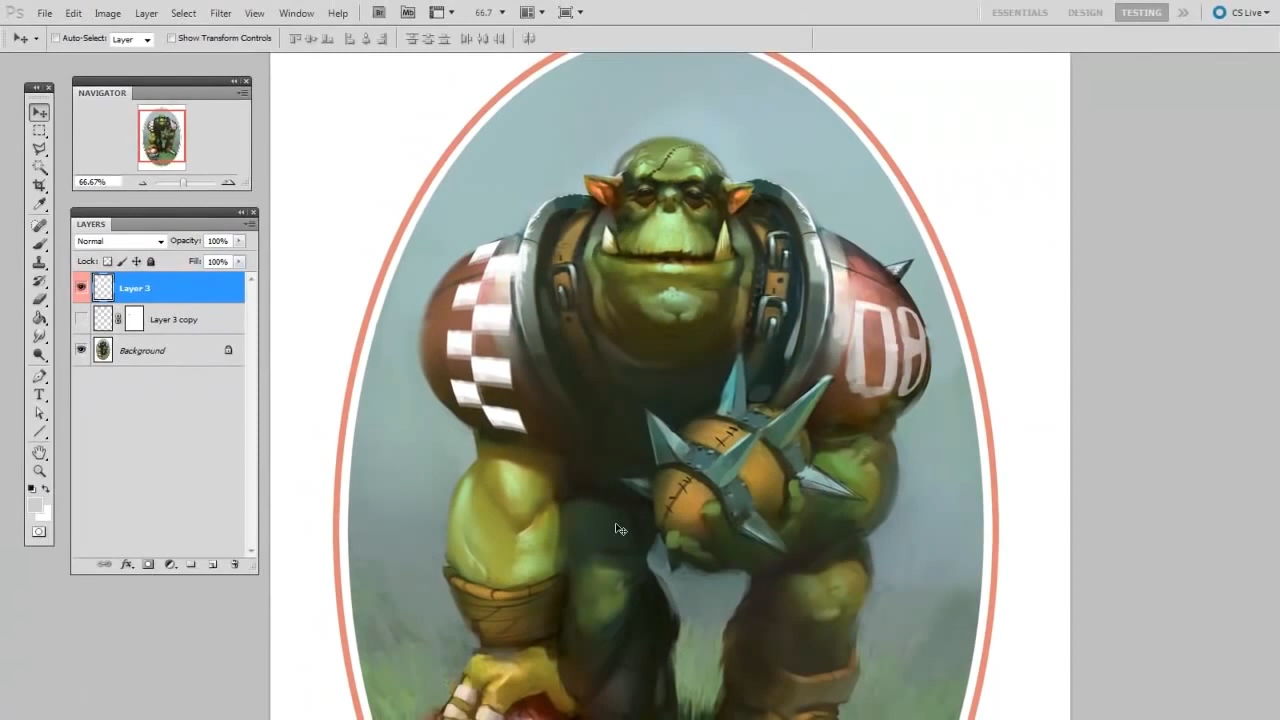 Ps File Edit Image Layer Select Filter View Window Help Br Mb 66.7 ESSENTIALS DESIGN TESTING CS Live
Auto-Select: Layer Show Transform Controls
NAVIGATOR
66.67%
LAYERS
Normal Opacity: 100%
Lock: Fill: 100%
Layer 3
Layer 3 copy
Background
08